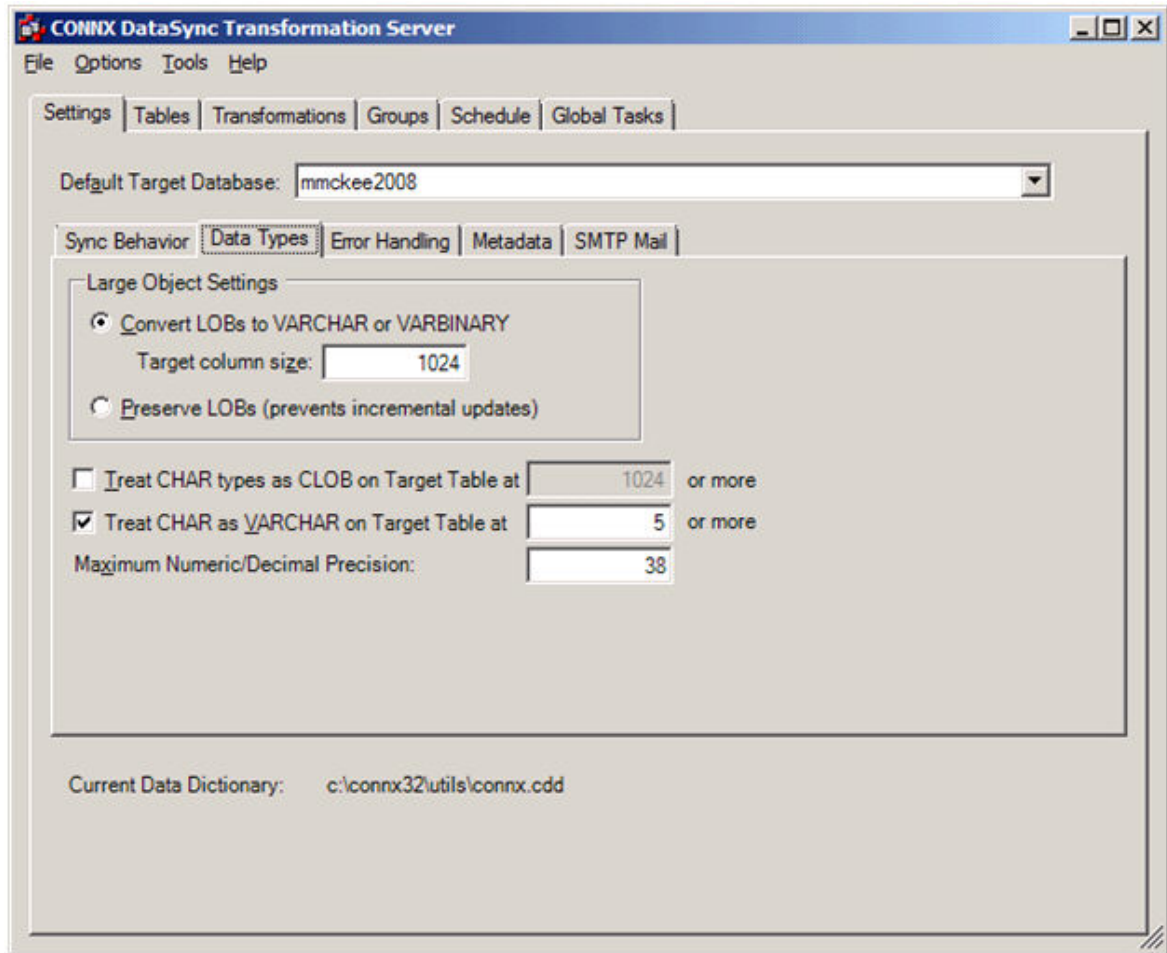 CONNX DataSync Transformation Server
File Options Tools Help
Settings Tables Transformations Groups Schedule Global Tasks
Default Target Database: mmckee2008
Sync Behavior Data Types Error Handling Metadata SMTP Mail
Large Object Settings
Convert LOBs to VARCHAR or VARBINARY
Target column size: 1024
Preserve LOBs (prevents incremental updates)
Treat CHAR types as CLOB on Target Table at 1024 or more
Treat CHAR as VARCHAR on Target Table at 5 or more
Maximum Numeric/Decimal Precision: 38
Current Data Dictionary: c:\connx32\utils\connx.cdd